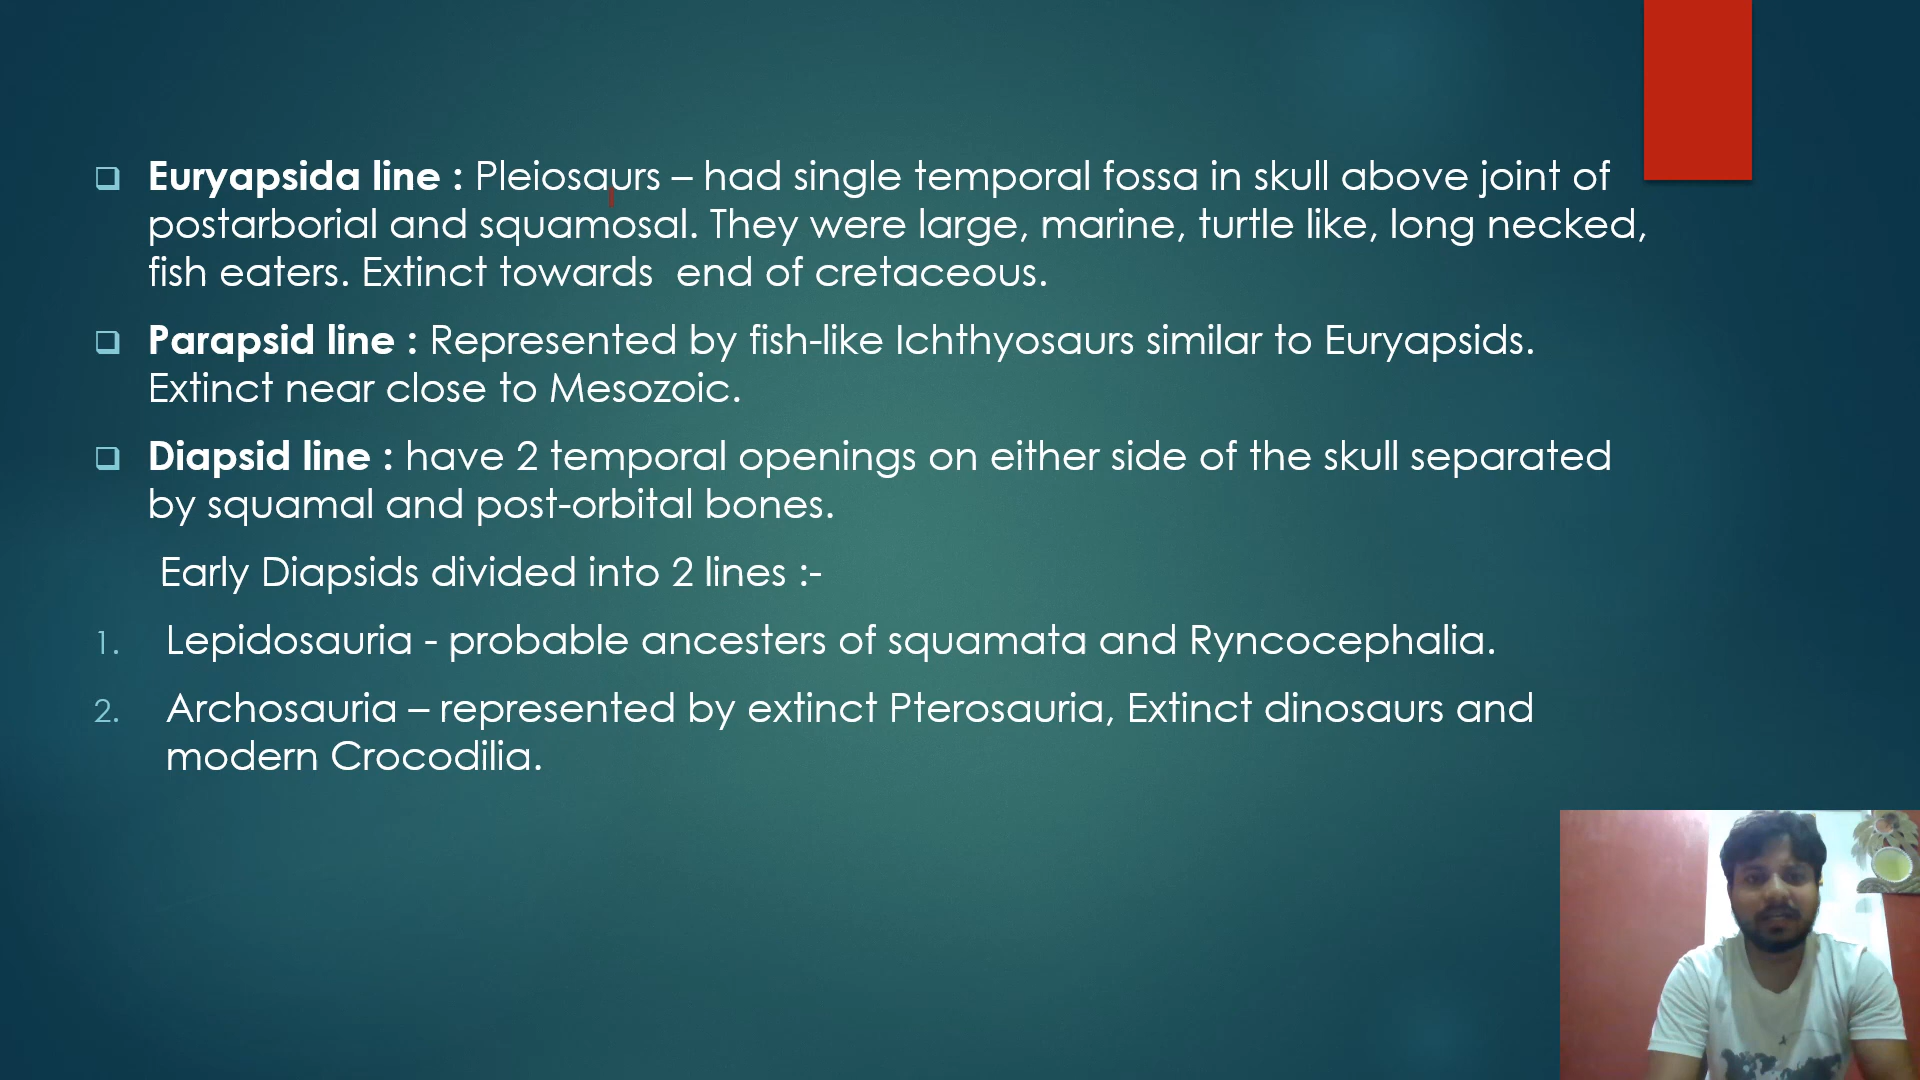 Euryapsida line : Pleiosaurs – had single temporal fossa in skull above joint of
postarborial and squamosal. They were large, marine, turtle like, long necked,
fish eaters. Extinct towards  end of cretaceous.
Parapsid line : Represented by fish-like Ichthyosaurs similar to Euryapsids.
Extinct near close to Mesozoic.
Diapsid line : have 2 temporal openings on either side of the skull separated
by squamal and post-orbital bones.
Early Diapsids divided into 2 lines :-
1. Lepidosauria - probable ancesters of squamata and Ryncocephalia.
2. Archosauria – represented by extinct Pterosauria, Extinct dinosaurs and
modern Crocodilia.